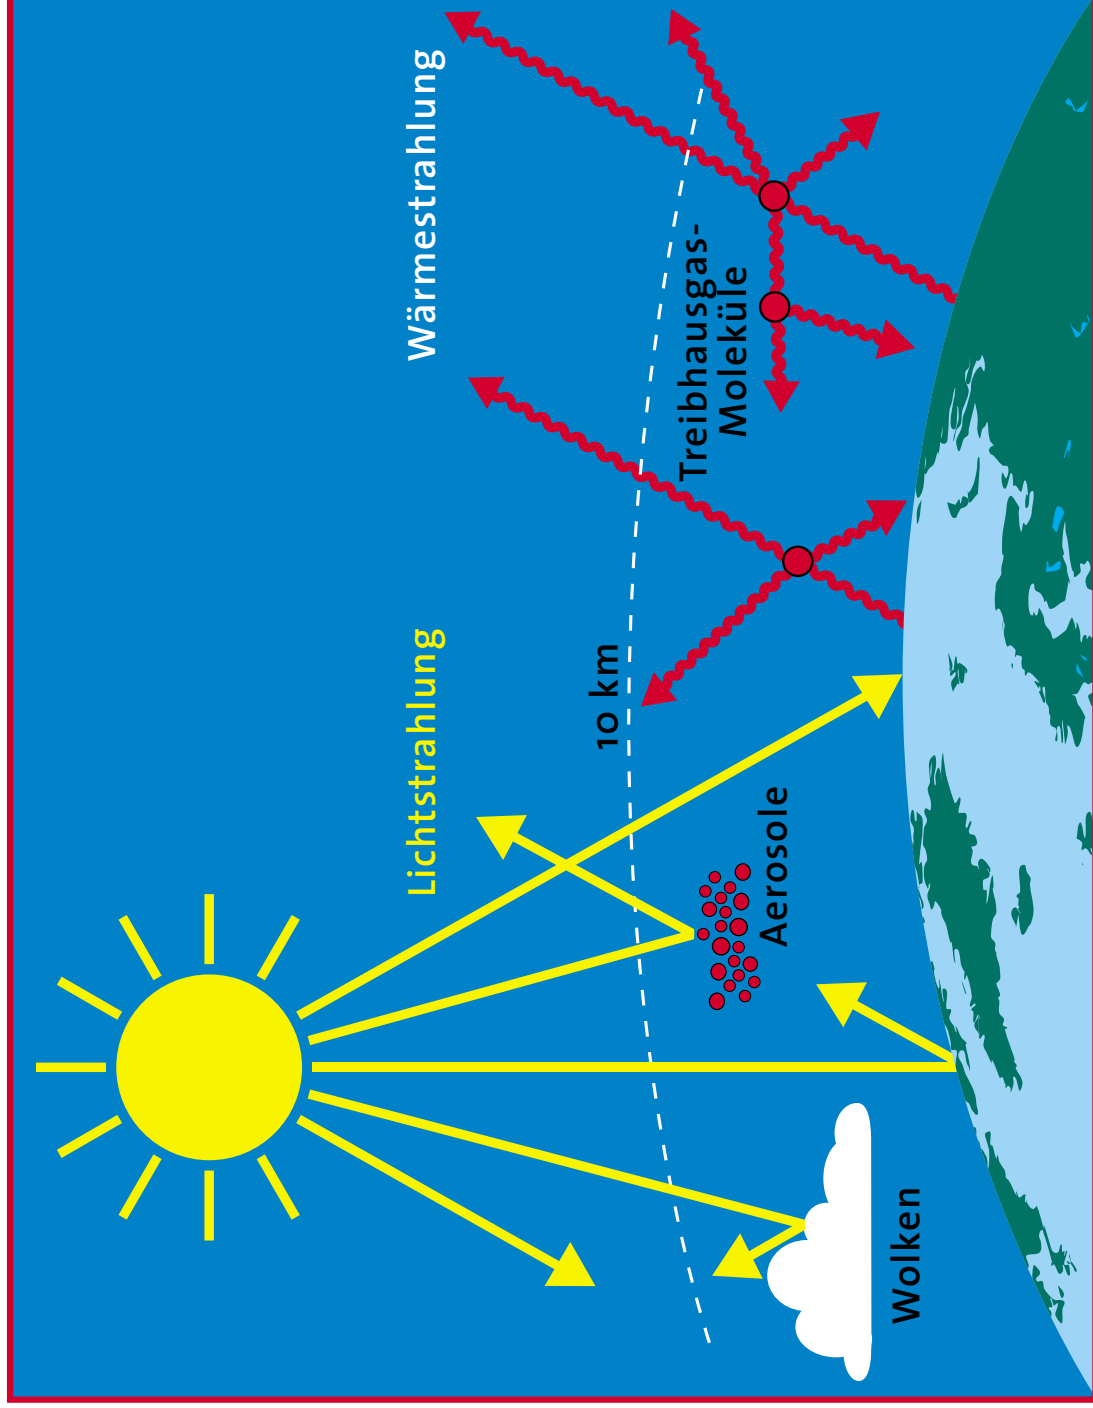 Wärmestrahlung
Lichtstrahlung
10 km
Treibhausgas-
Moleküle
Aerosole
Wolken